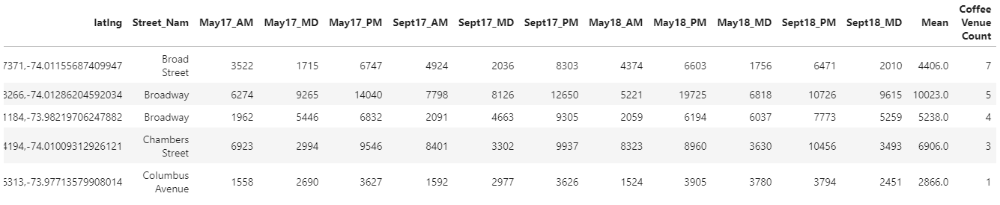 latlng Street_Nam May17_AM May17_MD May17_PM Sept17_AM Sept17_MD Sept17_PM May18_AM May18_PM May18_MD Sept18_PM Sept18_MD Mean Coffee Venue Count
7371,-74.01155687409947 Broad Street 3522 1715 6747 4924 2036 8303 4374 6603 1756 6471 2010 4406.0 7
3266,-74.01286204592034 Broadway 6274 9265 14040 7798 8126 12650 5221 19725 6818 10726 9615 10023.0 5
1184,-73.98219706247882 Broadway 1962 5446 6832 2091 4663 9305 2059 6194 6037 7773 5259 5238.0 4
4194,-74.01009312926121 Chambers Street 6923 2994 9546 8401 3302 9937 8323 8960 3630 10456 3493 6906.0 3
5313,-73.97713579908014 Columbus Avenue 1558 2690 3627 1592 2977 3626 1524 3905 3780 3794 2451 2866.0 1